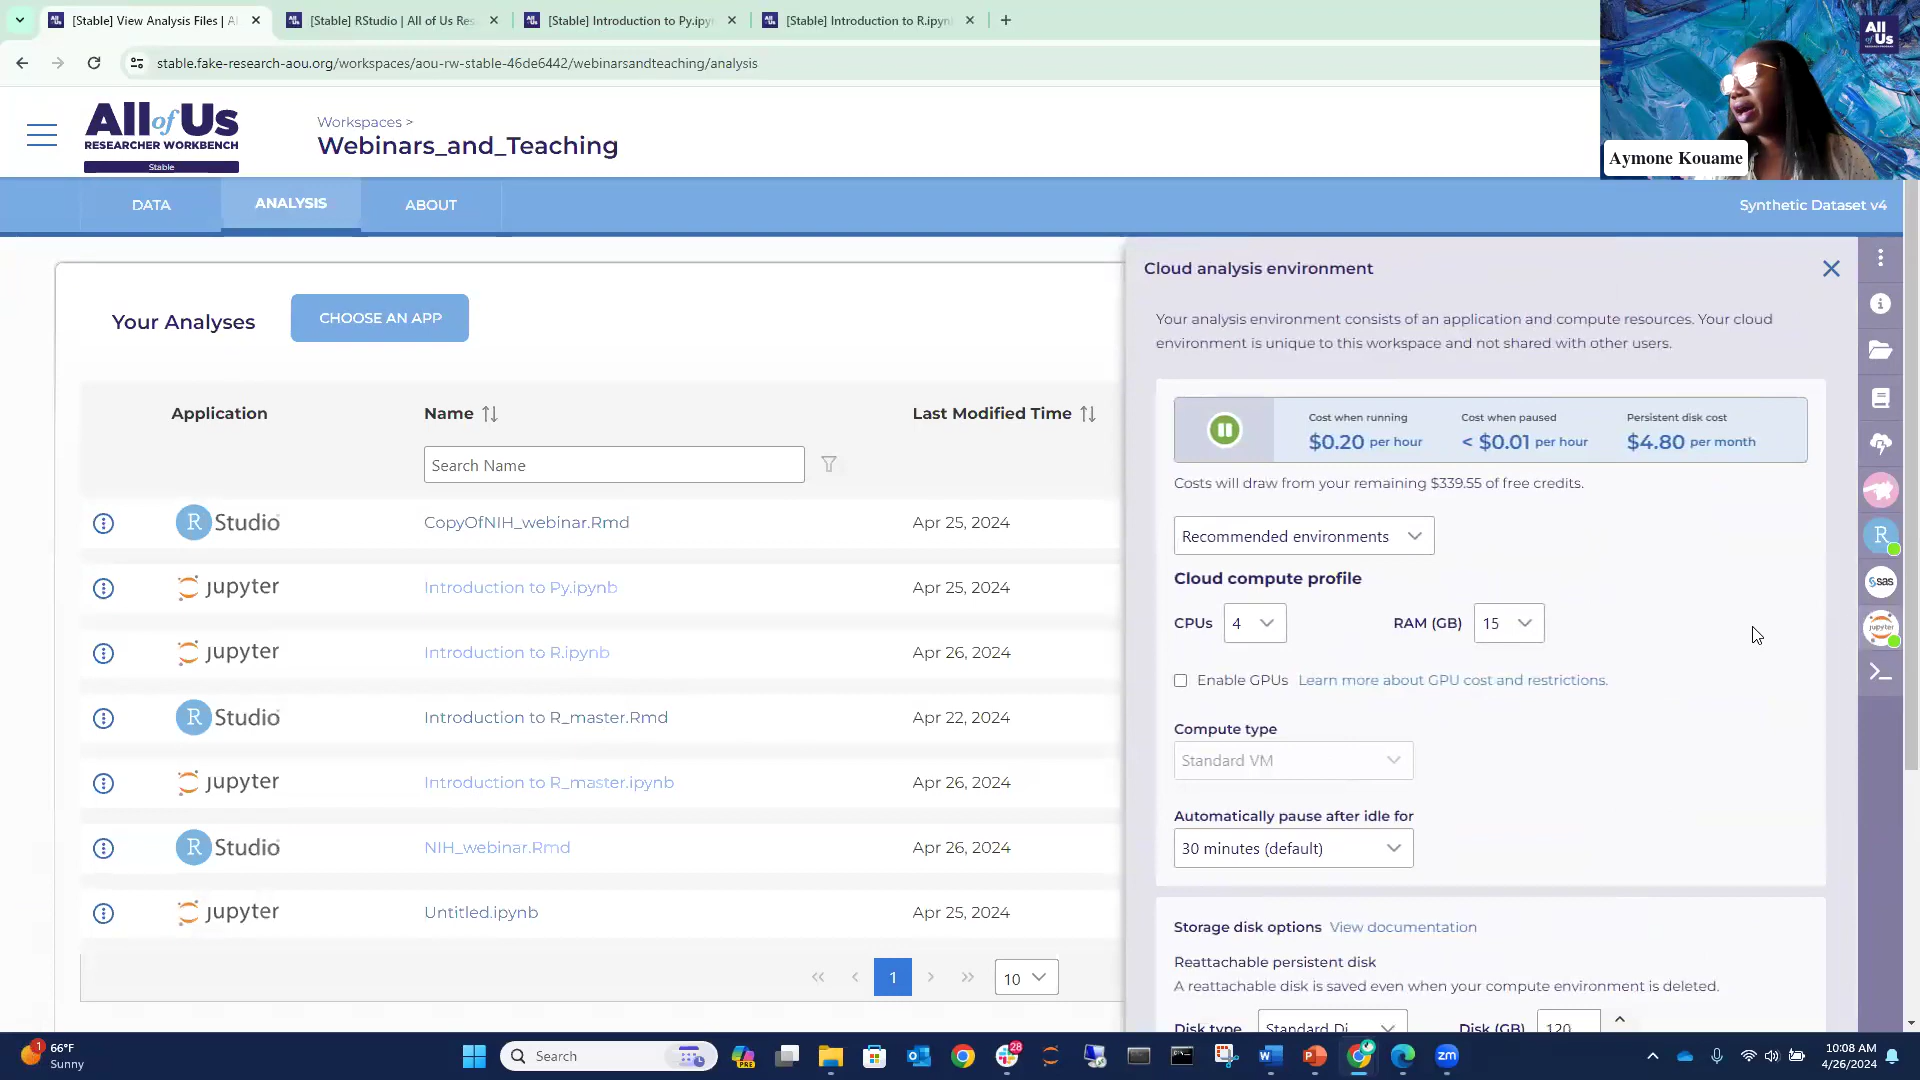 [Stable] View Analysis Files | A
[Stable] RStudio | All of Us Res
[Stable] Introduction to Py.ipyn
[Stable] Introduction to R.ipyn
stable.fake-research-aou.org/workspaces/aou-rw-stable-46de6442/webinarsandteaching/analysis
All of Us
RESEARCHER WORKBENCH
Stable
Workspaces >
Webinars_and_Teaching
All of Us
Aymone Kouame
DATA
ANALYSIS
ABOUT
Synthetic Dataset v4
Your Analyses
CHOOSE AN APP
Application
Name
Last Modified Time
Search Name
R Studio
CopyOfNIH_webinar.Rmd
Apr 25, 2024
jupyter
Introduction to Py.ipynb
Apr 25, 2024
jupyter
Introduction to R.ipynb
Apr 26, 2024
R Studio
Introduction to R_master.Rmd
Apr 22, 2024
jupyter
Introduction to R_master.ipynb
Apr 26, 2024
R Studio
NIH_webinar.Rmd
Apr 26, 2024
jupyter
Untitled.ipynb
Apr 25, 2024
<< < 1 > >> 10
Cloud analysis environment
Your analysis environment consists of an application and compute resources. Your cloud
environment is unique to this workspace and not shared with other users.
Cost when running
$0.20 per hour
Cost when paused
< $0.01 per hour
Persistent disk cost
$4.80 per month
Costs will draw from your remaining $339.55 of free credits.
Recommended environments
Cloud compute profile
CPUs 4
RAM (GB) 15
Enable GPUs Learn more about GPU cost and restrictions.
Compute type
Standard VM
Automatically pause after idle for
30 minutes (default)
Storage disk options View documentation
Reattachable persistent disk
A reattachable disk is saved even when your compute environment is deleted.
Disk type Standard Di
Disk (GB) 120
R
sas
jupyter
1
66°F
Sunny
Search
PRE
28
zm
10:08 AM
4/26/2024